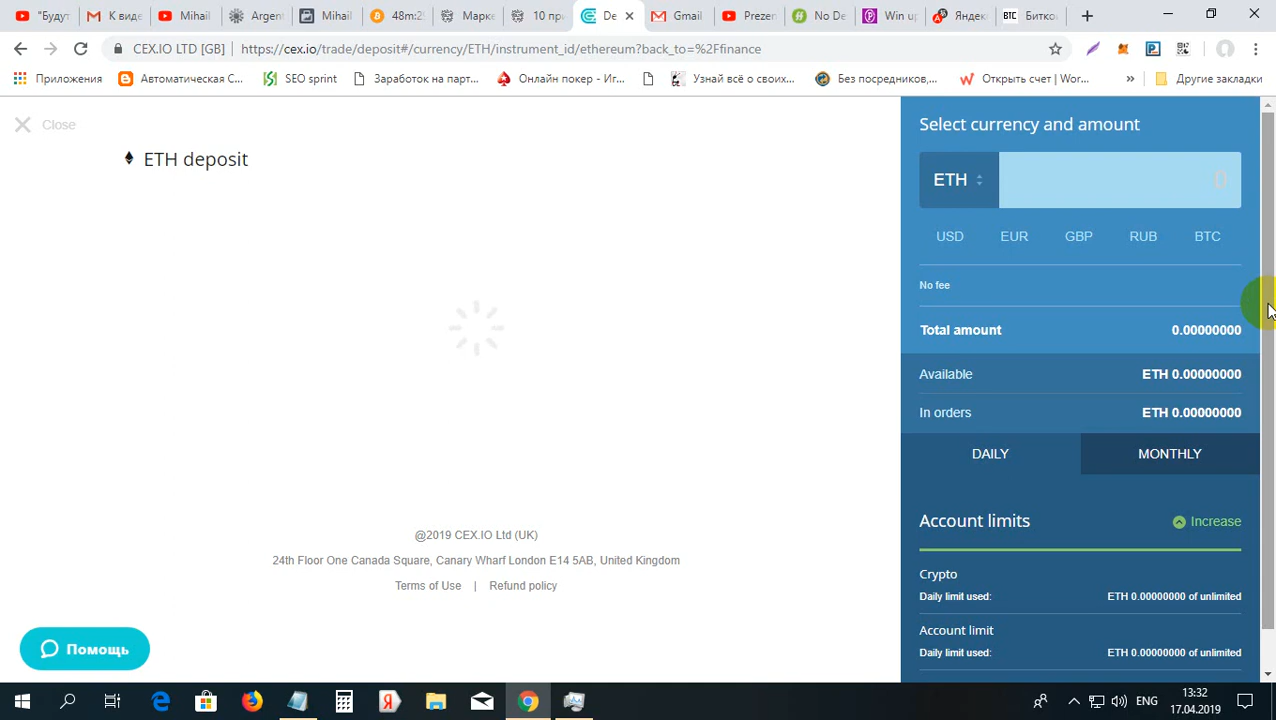 "Буду
К виде
Mihail
Argent
Mihail
48m:2
Марке
10 при
De
Gmail
Prezen
No De
Win up
Яндек
Битко
CEX.IO LTD [GB]
https://cex.io/trade/deposit#/currency/ETH/instrument_id/ethereum?back_to=%2Ffinance
Приложения
Автоматическая С...
SEO sprint
Заработок на парт...
Онлайн покер - Иг...
Узнай всё о своих...
Без посредников,...
Открыть счет | Wor...
»
Другие закладки
Close
ETH deposit
Select currency and amount
ETH
0
USD EUR GBP RUB BTC
No fee
Total amount 0.00000000
Available ETH 0.00000000
In orders ETH 0.00000000
DAILY MONTHLY
Account limits Increase
Crypto
Daily limit used: ETH 0.00000000 of unlimited
Account limit
Daily limit used: ETH 0.00000000 of unlimited
@2019 CEX.IO Ltd (UK)
24th Floor One Canada Square, Canary Wharf London E14 5AB, United Kingdom
Terms of Use | Refund policy
Помощь
ENG
13:32
17.04.2019